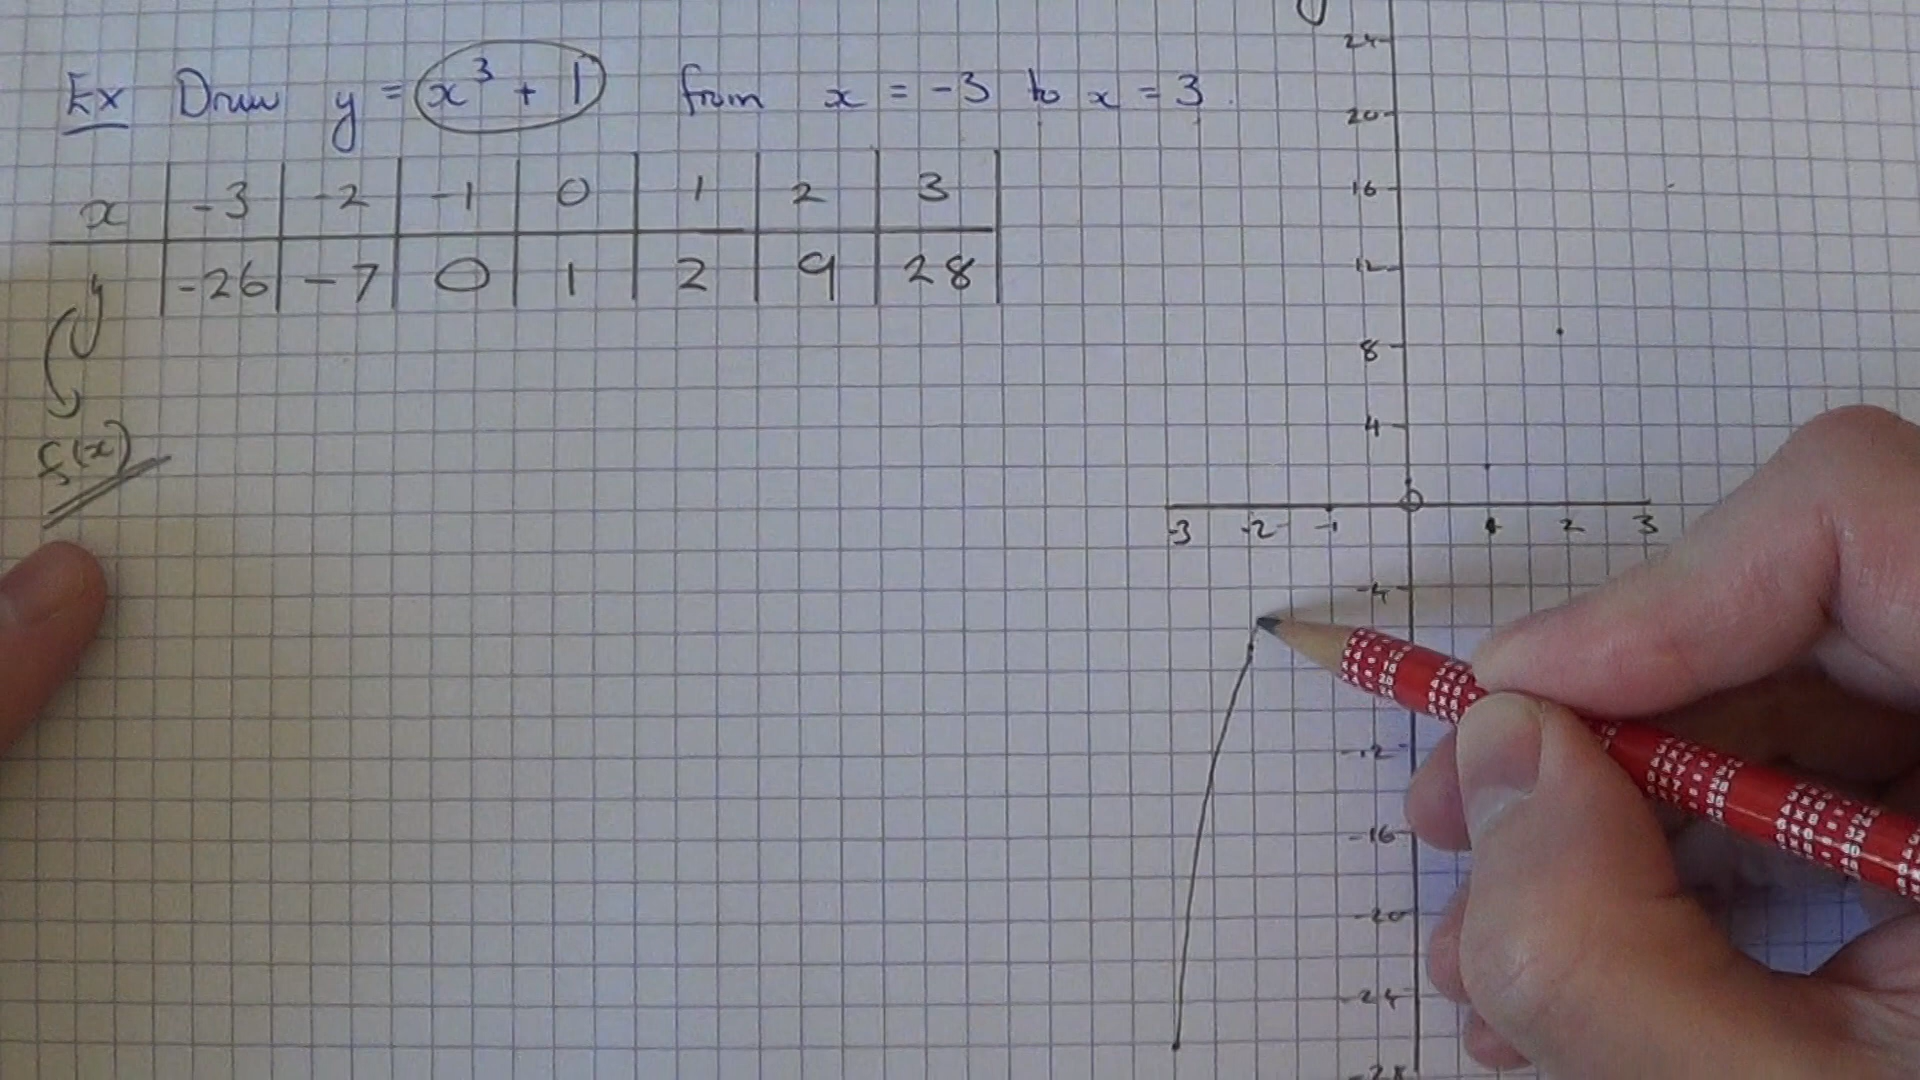 Ex Draw y = x³ + 1 from x = -3 to x = 3.
x -3 -2 -1 0 1 2 3
y -26 -7 0 1 2 9 28
f(x)
24
20
16
12
8
4
-3 -2 -1 0 1 2 3
-4
-12
-16
-20
-24
-28